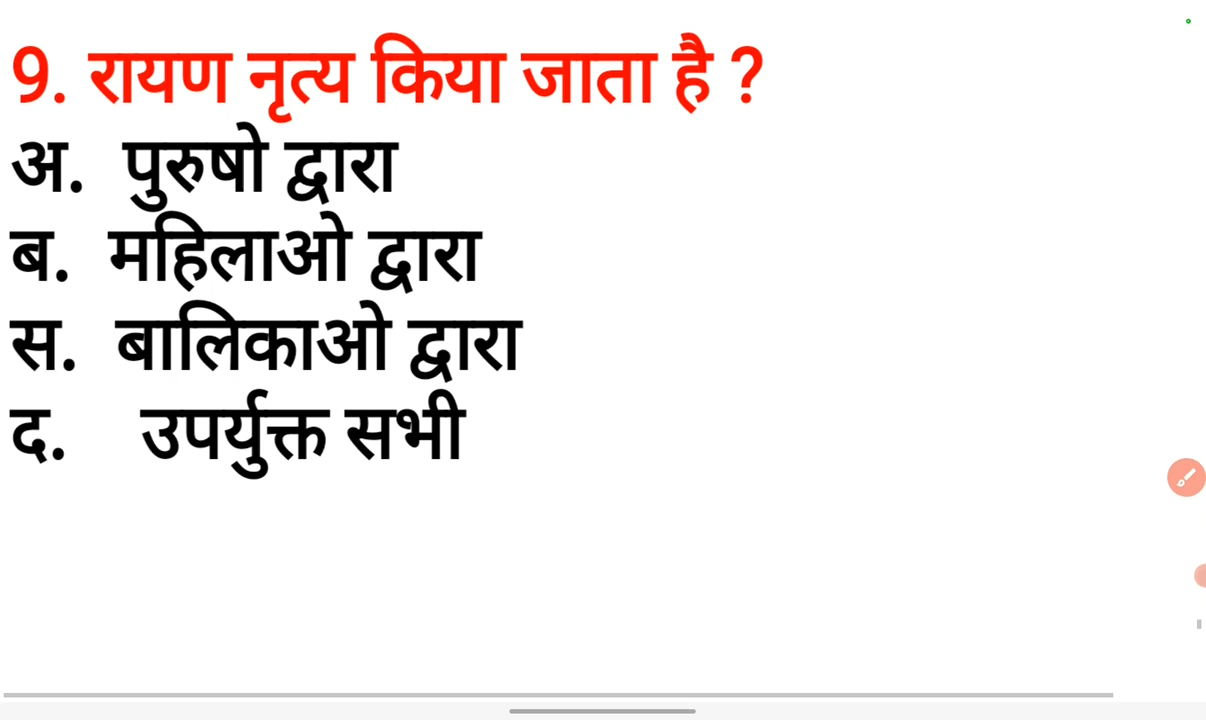 9. रायण नृत्य किया जाता है ?
अ. पुरुषो द्वारा
ब. महिलाओ द्वारा
स. बालिकाओ द्वारा
द. उपर्युक्त सभी